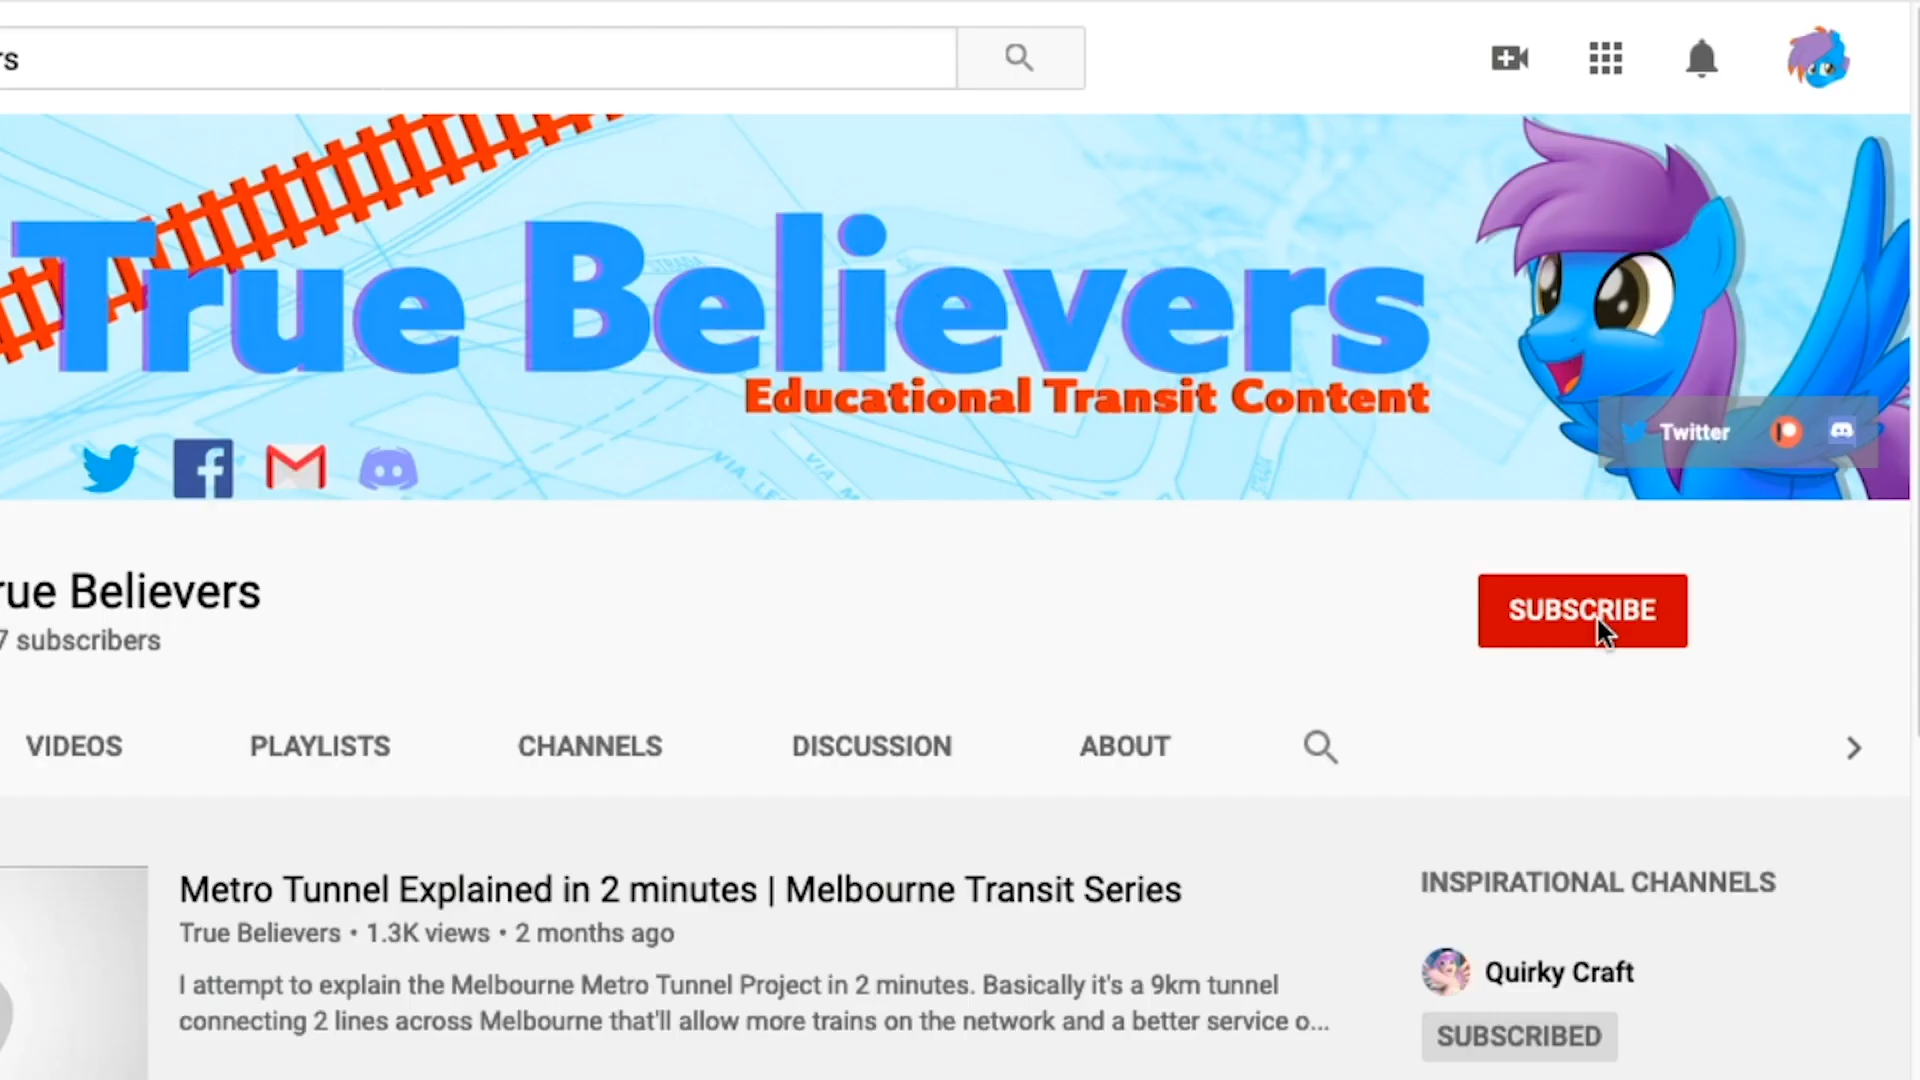 rs
True Believers
Educational Transit Content
Twitter
rue Believers
SUBSCRIBE
7 subscribers
VIDEOS PLAYLISTS CHANNELS DISCUSSION ABOUT
Metro Tunnel Explained in 2 minutes | Melbourne Transit Series
INSPIRATIONAL CHANNELS
True Believers • 1.3K views • 2 months ago
I attempt to explain the Melbourne Metro Tunnel Project in 2 minutes. Basically it's a 9km tunnel
connecting 2 lines across Melbourne that'll allow more trains on the network and a better service o...
Quirky Craft
SUBSCRIBED